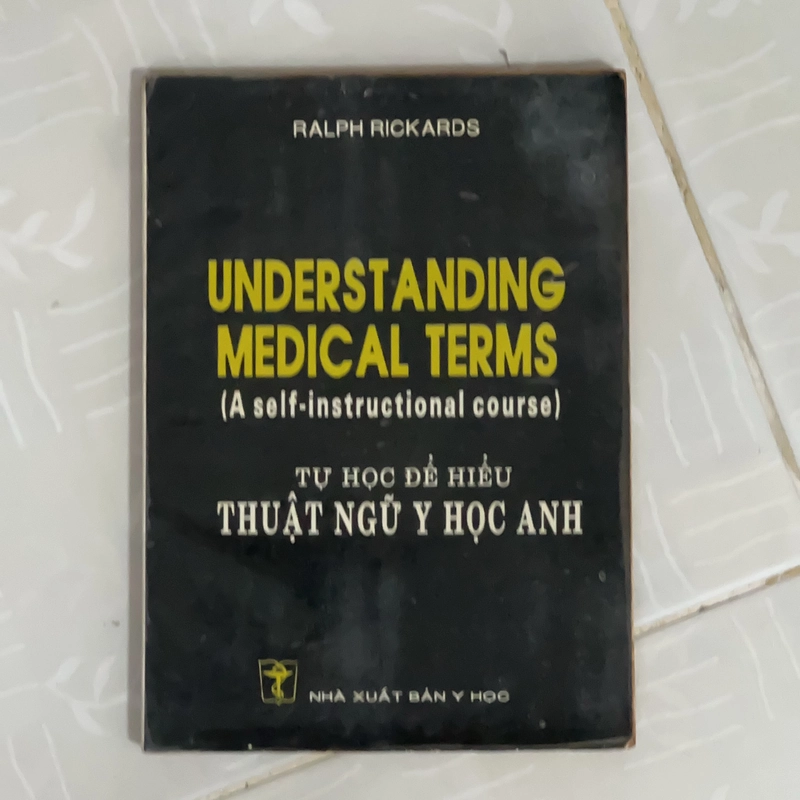 RALPH RICKARDS
UNDERSTANDING
MEDICAL TERMS
(A self-instructional course)
TỰ HỌC ĐỂ HIỂU
THUẬT NGỮ Y HỌC ANH
NHÀ XUẤT BẢN Y HỌC